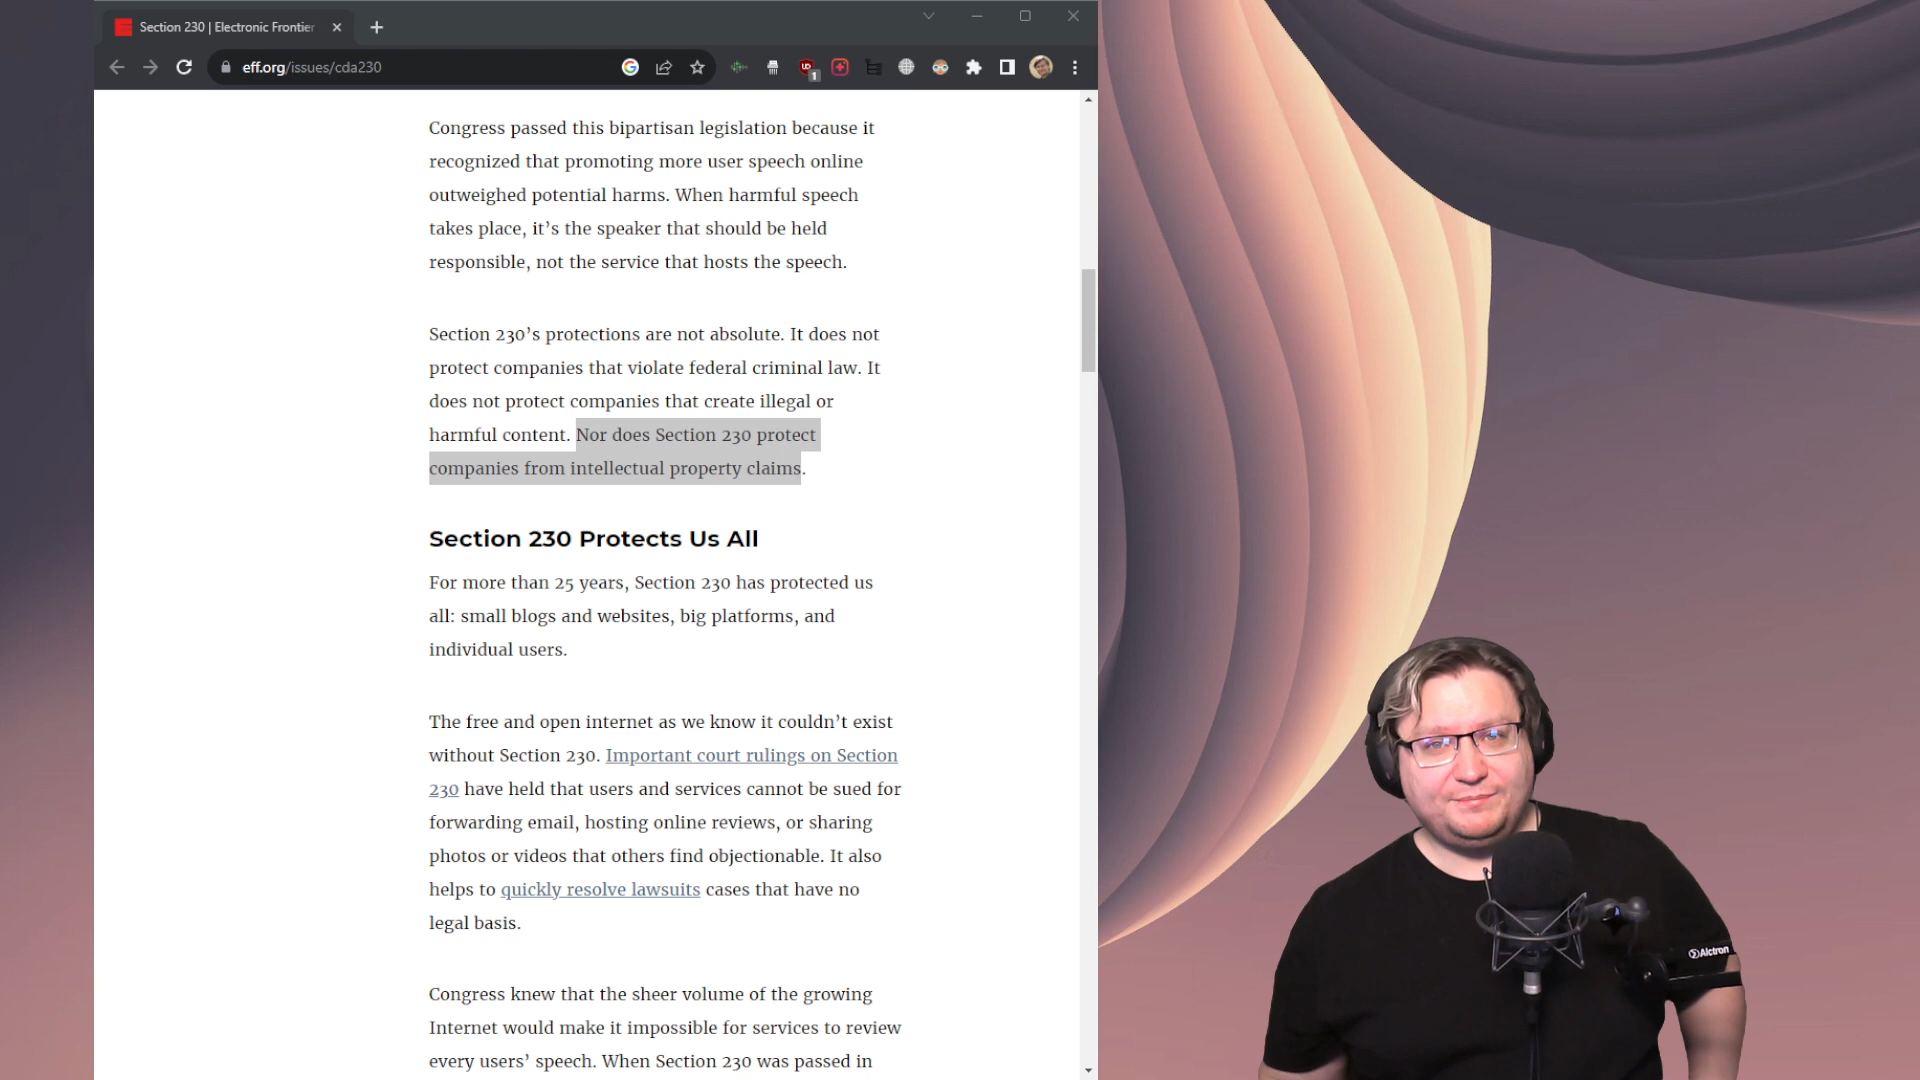 Section 230 | Electronic Frontier
eff.org/issues/cda230
1
Congress passed this bipartisan legislation because it
recognized that promoting more user speech online
outweighed potential harms. When harmful speech
takes place, it’s the speaker that should be held
responsible, not the service that hosts the speech.
Section 230’s protections are not absolute. It does not
protect companies that violate federal criminal law. It
does not protect companies that create illegal or
harmful content. Nor does Section 230 protect
companies from intellectual property claims.
Section 230 Protects Us All
For more than 25 years, Section 230 has protected us
all: small blogs and websites, big platforms, and
individual users.
The free and open internet as we know it couldn’t exist
without Section 230. Important court rulings on Section
230 have held that users and services cannot be sued for
forwarding email, hosting online reviews, or sharing
photos or videos that others find objectionable. It also
helps to quickly resolve lawsuits cases that have no
legal basis.
Congress knew that the sheer volume of the growing
Internet would make it impossible for services to review
every users’ speech. When Section 230 was passed in
Alctron